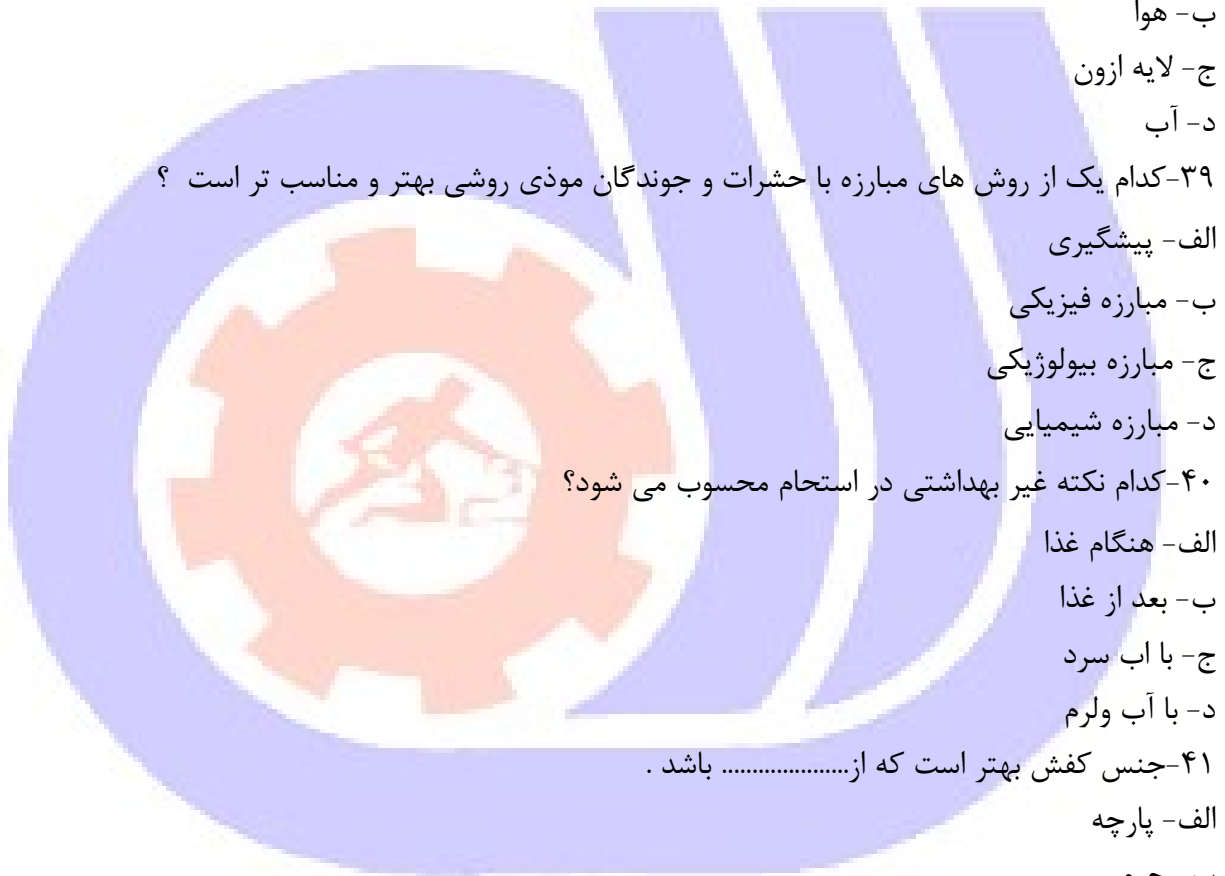 ب- هوا
ج- لایه ازون
د- آب
۳۹-کدام یک از روش های مبارزه با حشرات و جوندگان موذی روشی بهتر و مناسب تر است ؟
الف- پیشگیری
ب- مبارزه فیزیکی
ج- مبارزه بیولوژیکی
د- مبارزه شیمیایی
۴۰-کدام نکته غیر بهداشتی در استحام محسوب می شود؟
الف- هنگام غذا
ب- بعد از غذا
ج- با اب سرد
د- با آب ولرم
۴۱-جنس کفش بهتر است که از..................... باشد .
الف- پارچه